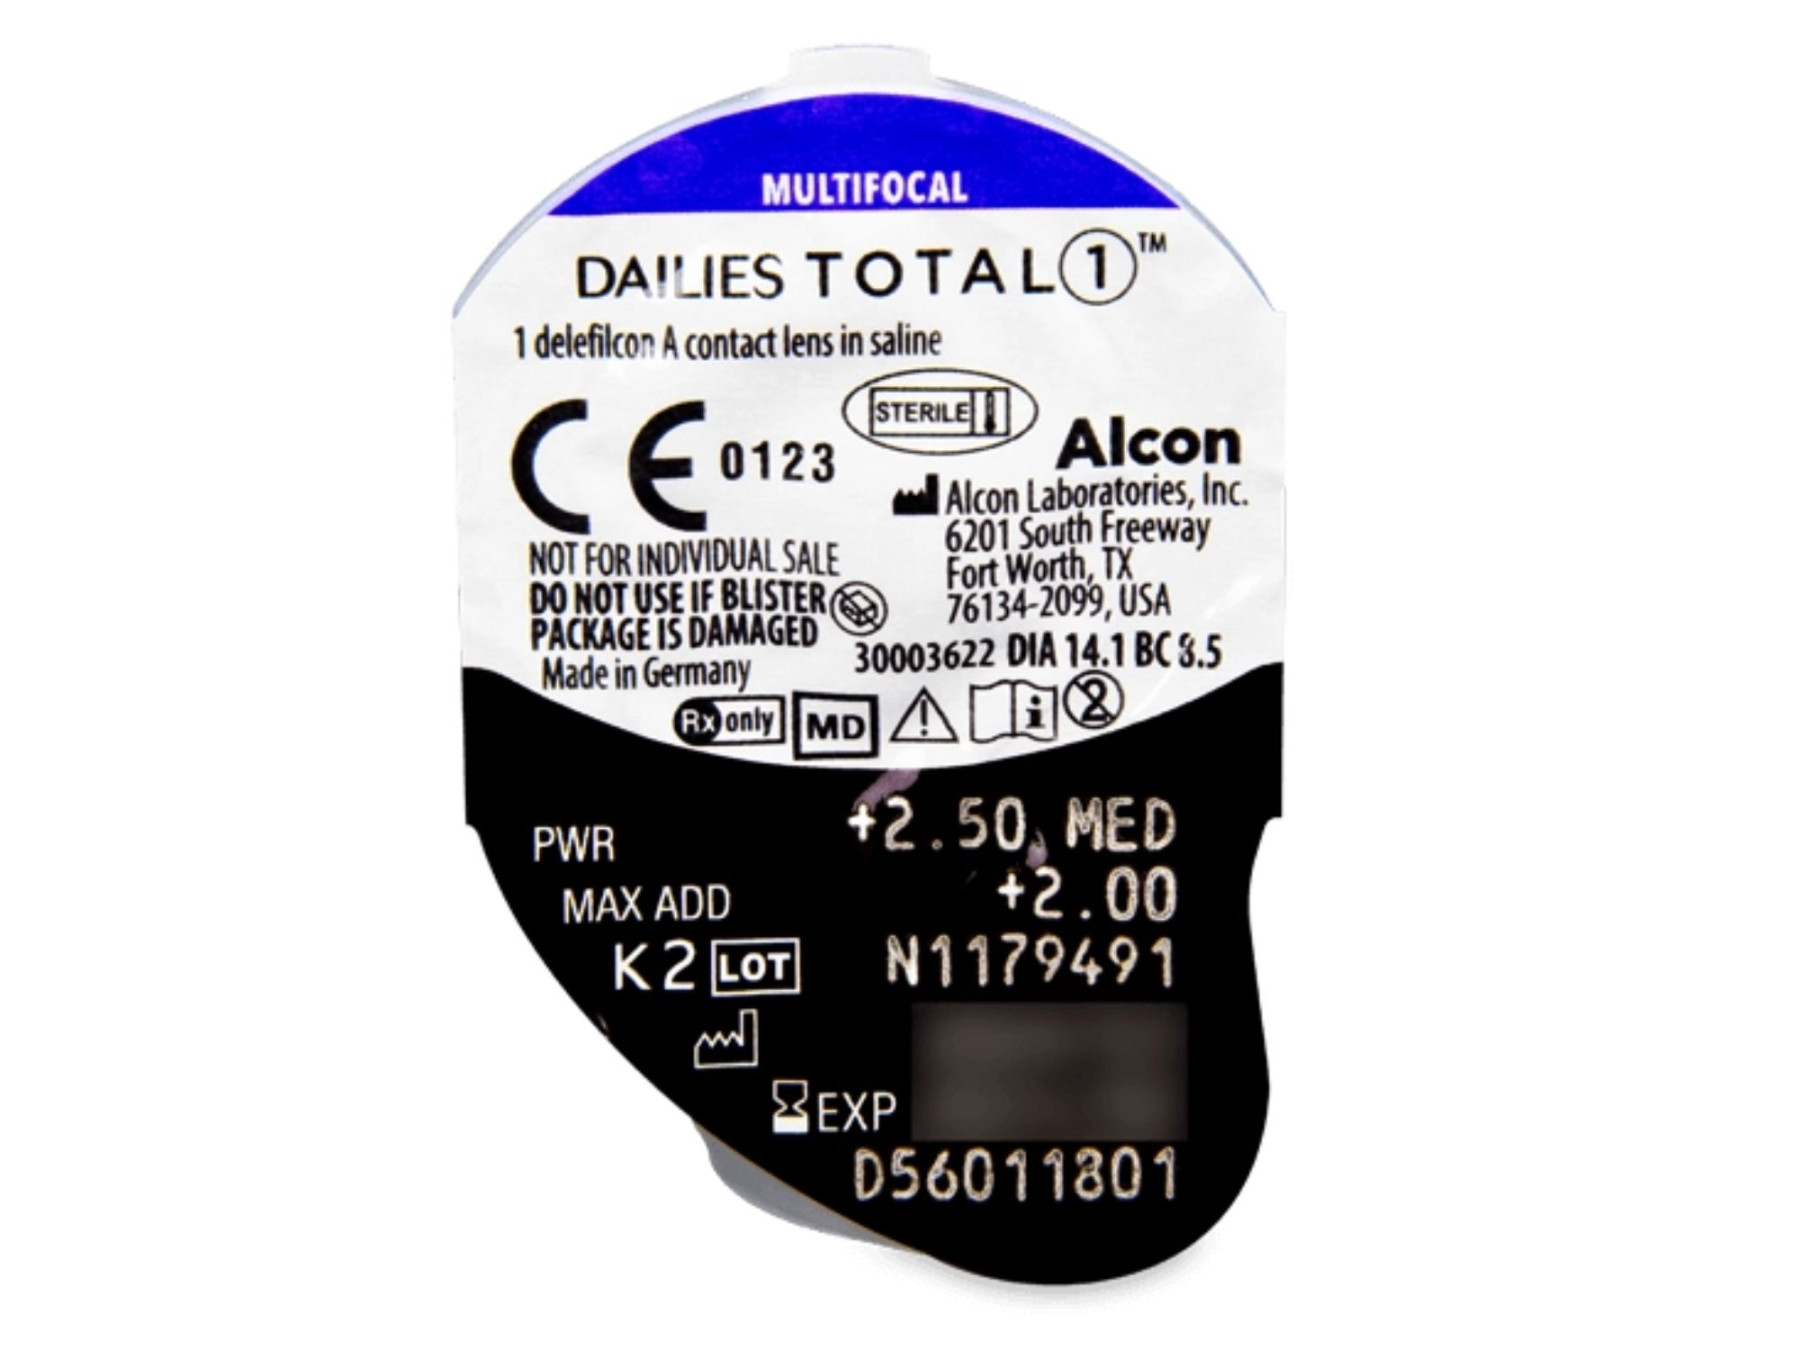 MULTIFOCAL
DAILIES TOTAL 1™
1 delefilcon A contact lens in saline
CE 0123
STERILE
Alcon
Alcon Laboratories, Inc.
6201 South Freeway
Fort Worth, TX
76134-2099, USA
NOT FOR INDIVIDUAL SALE
DO NOT USE IF BLISTER
PACKAGE IS DAMAGED
Made in Germany
30003622 DIA 14.1 BC 8.5
Rx only MD 2
PWR +2.50 MED
MAX ADD +2.00
K2 LOT N1179491
EXP
D56011801